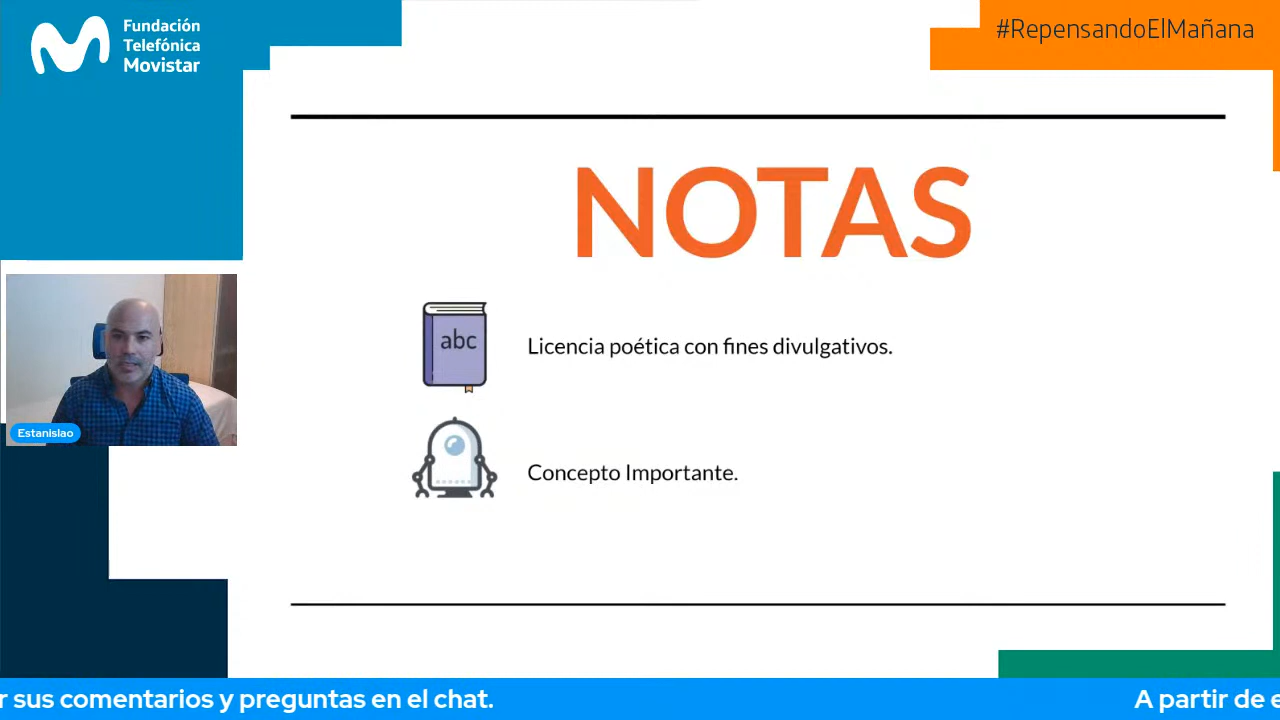 Fundación
Telefónica
Movistar
#RepensandoElMañana
NOTAS
abc
Licencia poética con fines divulgativos.
Concepto Importante.
Estanislao
r sus comentarios y preguntas en el chat.
A partir de e